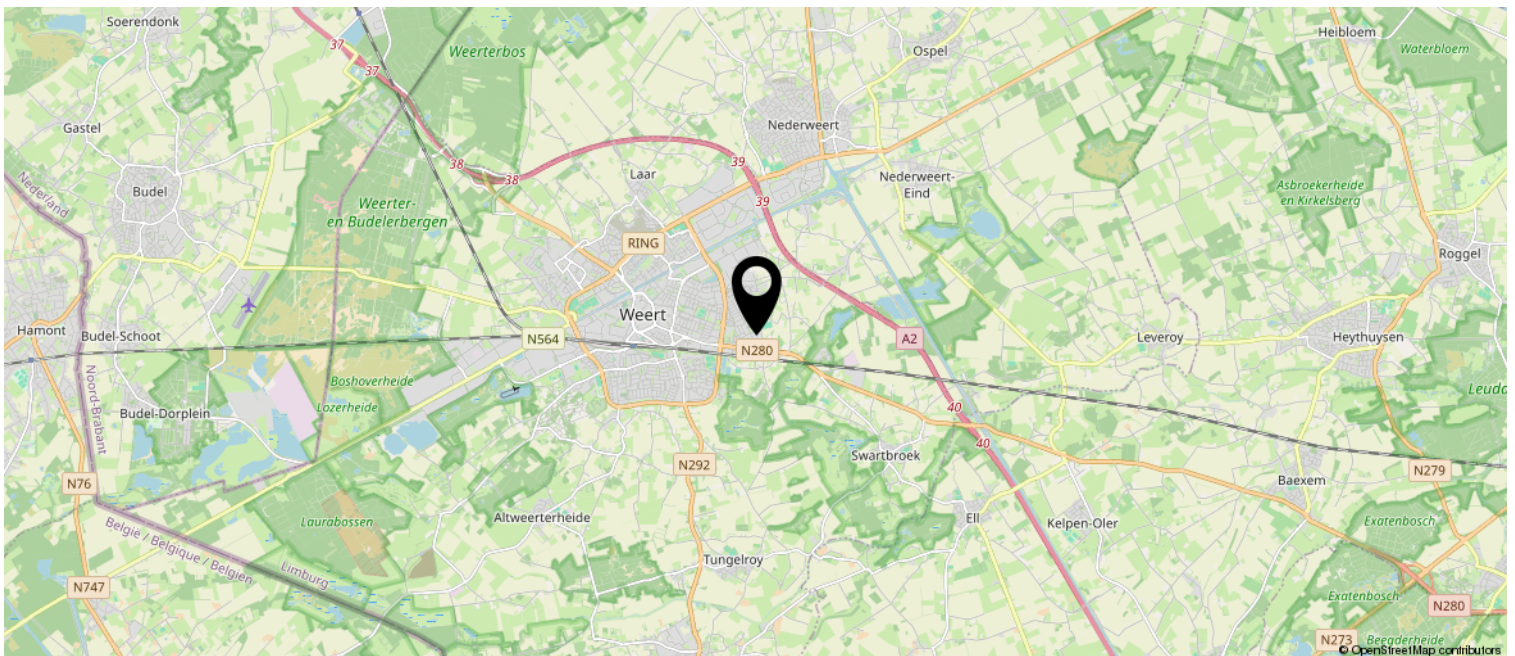 Soerendonk
37
37
Weerterbos
Ospel
Heibloem
Waterbloem
Gastel
Nederweert
38
38
39
39
Laar
Nederweert-
Eind
Asbroekerheide
en Kirkelsberg
Nederland
Budel
Weerter-
en Budelerbergen
RING
Roggel
Hamont
Budel-Schoot
Weert
N564
N280
A2
Leveroy
Heythuysen
Noord-Brabant
Boshoverheide
Lozerheide
Budel-Dorplein
40
40
Swartbroek
N292
N76
N279
Baexem
Laurabossen
Altweerterheide
Ell
Kelpen-Oler
Exatenbosch
België / Belgique / Belgien
Limburg
Tungelroy
N747
Exatenbosch
N280
N273
Beegderheide
© OpenStreetMap contributors